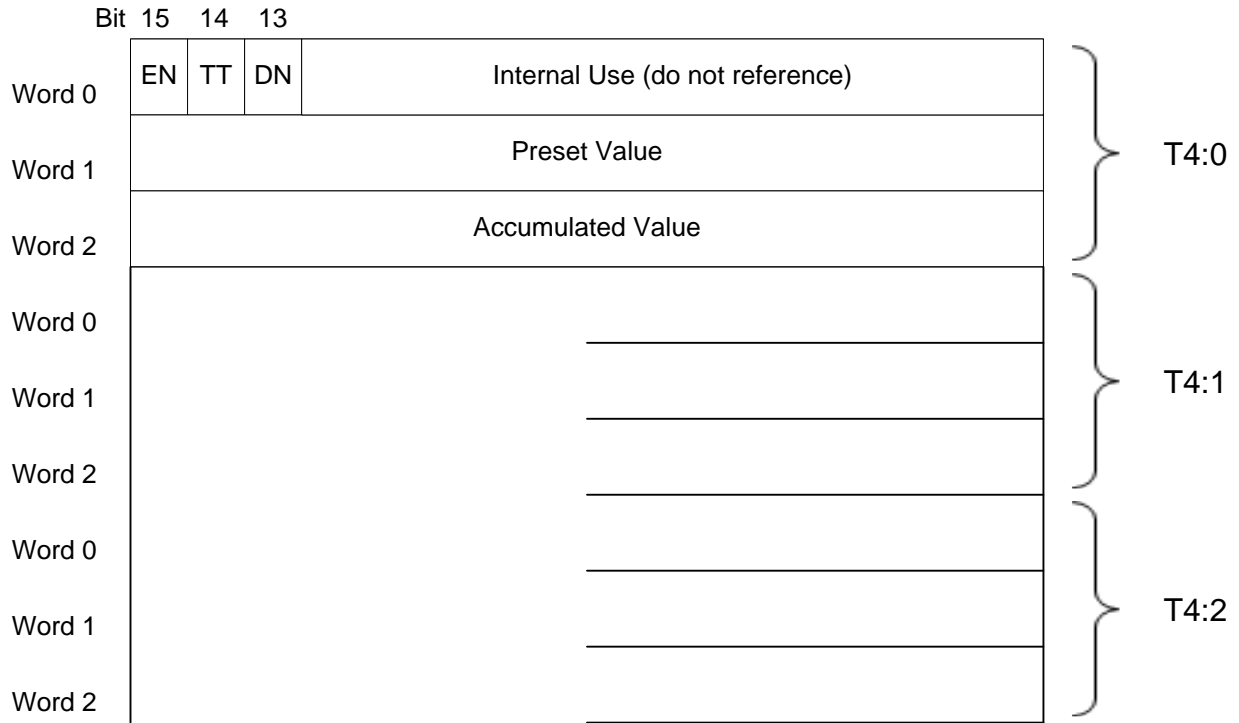 Bit 15 14 13
EN TT DN Internal Use (do not reference)
Word 0
Preset Value
Word 1
T4:0
Accumulated Value
Word 2
Word 0
Word 1
T4:1
Word 2
Word 0
Word 1
T4:2
Word 2